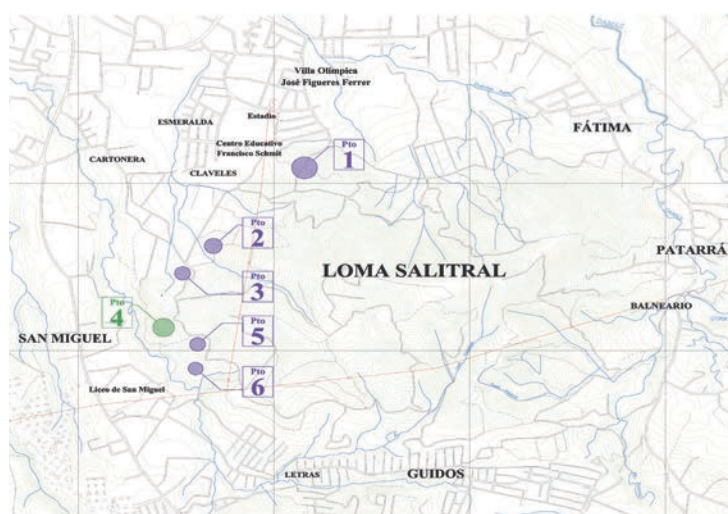 DAMAS
Villa Olímpica
José Figueres Ferrer
ESMERALDA
Estadio
FÁTIMA
Centro Educativo
Francisco Schmit
CARTONERA
CLAVELES
Pto
1
Pto
2
PATARRÁ
LOMA SALITRAL
Pto
3
BALNEARIO
Pto
4
SAN MIGUEL
Pto
5
Pto
6
Liceo de San Miguel
LETRAS
GUIDOS